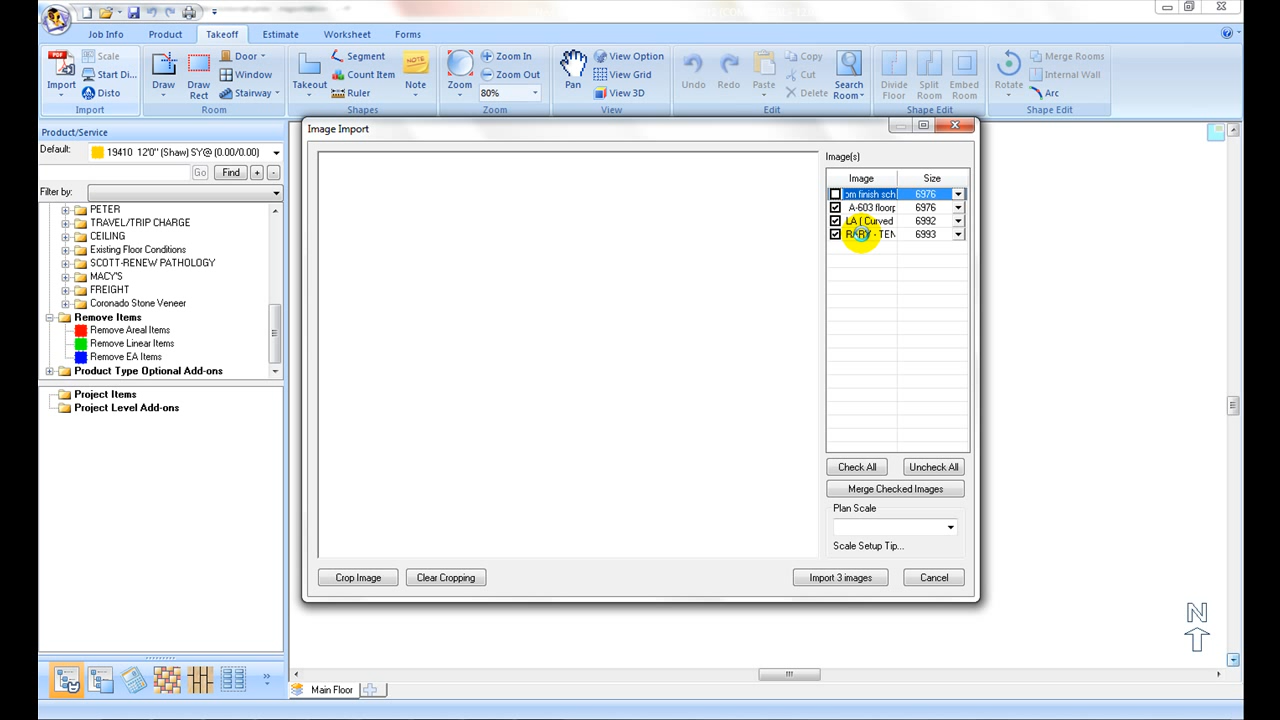 Job Info Product Takeoff Estimate Worksheet Forms
PDF Import
Scale
Start Di...
Disto
Import
Draw
Draw Rect
Door
Window
Stairway
Room
Takeout
Segment
Count Item
Ruler
Note
NOTE
Shapes
Zoom
Zoom In
Zoom Out
80%
Zoom
Pan
View Option
View Grid
View 3D
View
Undo
Redo
Paste
Copy
Cut
Delete
Search Room
Edit
Divide Floor
Split Room
Embed Room
Shape Edit
Rotate
Merge Rooms
Internal Wall
Arc
Shape Edit
Product/Service
Default: 19410 12'0" (Shaw) SY@ (0.00/0.00)
Go Find + -
Filter by:
PETER
TRAVEL/TRIP CHARGE
CEILING
Existing Floor Conditions
SCOTT-RENEW PATHOLOGY
MACY'S
FREIGHT
Coronado Stone Veneer
Remove Items
Remove Areal Items
Remove Linear Items
Remove EA Items
Product Type Optional Add-ons
Project Items
Project Level Add-ons
Image Import
Image(s)
Image Size
om finish sch 6976
A-603 floorp 6976
LA ( Curved 6992
- TEN 6993
Check All Uncheck All
Merge Checked Images
Plan Scale
Scale Setup Tip...
Crop Image Clear Cropping Import 3 images Cancel
N
Main Floor